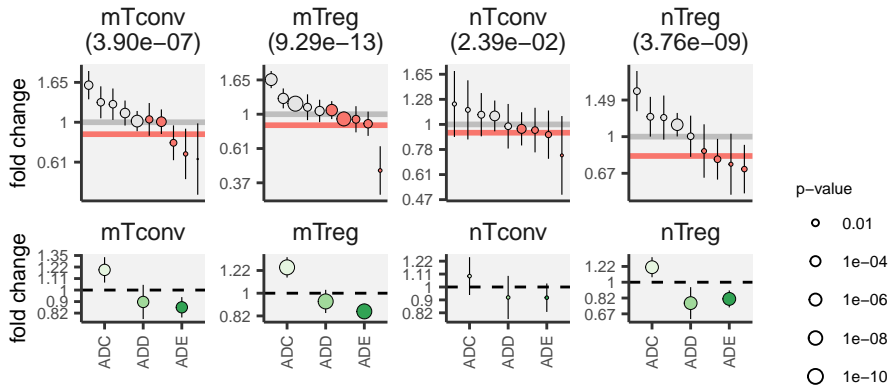 mTconv
(3.90e−07)
mTreg
(9.29e−13)
nTconv
(2.39e−02)
nTreg
(3.76e−09)
fold change
1.65
1
0.61
1.65
1
0.37
1.65
1.28
1
0.78
0.61
0.47
1.49
1
0.67
mTconv
mTreg
nTconv
nTreg
fold change
1.35
1.22
1.11
1
0.9
0.82
1.22
1
0.82
1.22
1.11
1
0.9
0.82
1.22
1
0.82
0.67
ADC
ADD
ADE
ADC
ADD
ADE
ADC
ADD
ADE
ADC
ADD
ADE
p−value
0.01
1e−04
1e−06
1e−08
1e−10